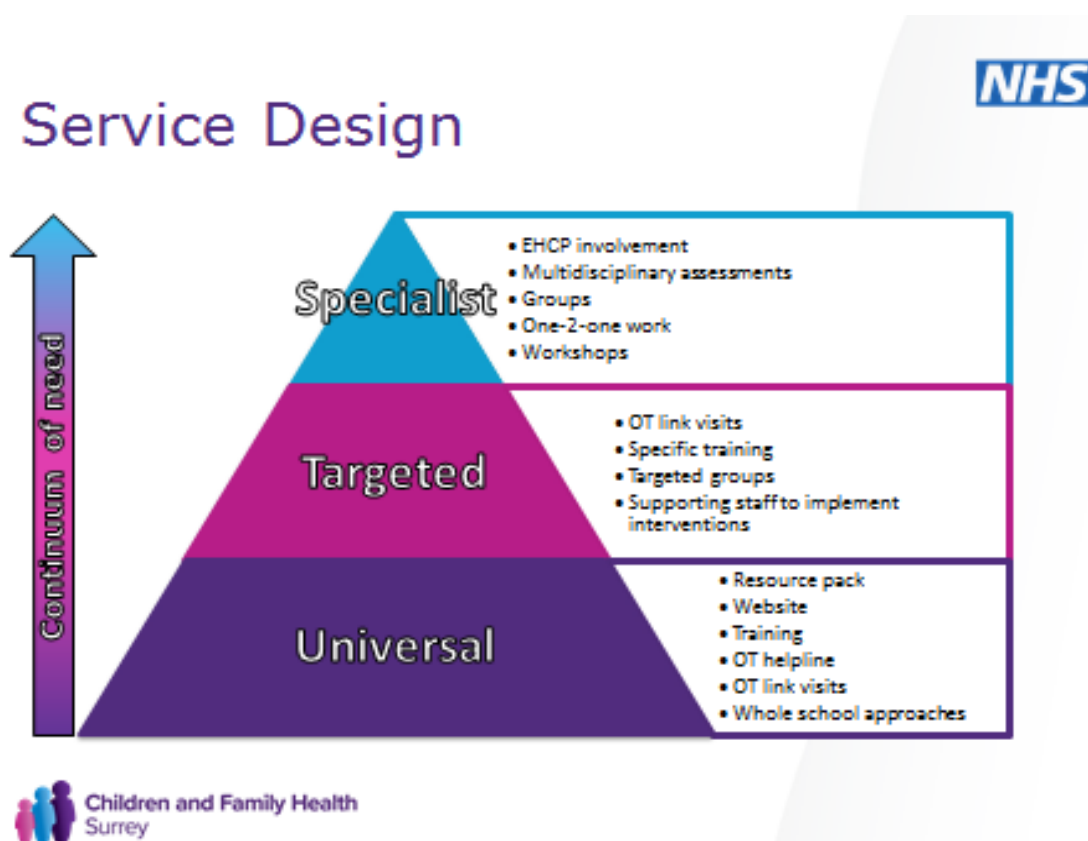 NHS
Service Design
Continuum of need
Specialist
• EHCP involvement
• Multidisciplinary assessments
• Groups
• One-2-one work
• Workshops
Targeted
• OT link visits
• Specific training
• Targeted groups
• Supporting staff to implement
interventions
Universal
• Resource pack
• Website
• Training
• OT helpline
• OT link visits
• Whole school approaches
Children and Family Health
Surrey